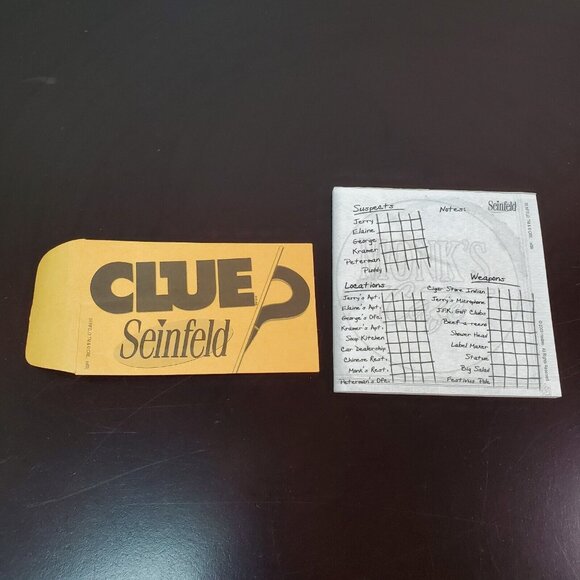 CLUE
Seinfeld
Seinfeld
Suspects
Notes:
Jerry
Elaine
George
Kramer
Peterman
Puddy
MONK'S
Locations
Jerry's Apt.
Elaine's Apt.
George's Ofc.
Kramer's Apt.
Soup Kitchen
Car Dealership
Chinese Rest.
Monk's Rest.
Peterman's Ofc.
Weapons
Cigar Store Indian
Jerry's Microphone
J.F.K. Golf Clubs
Beef-a-reeno
Shower Head
Label Maker
Statue
Big Salad
Festivus Pole